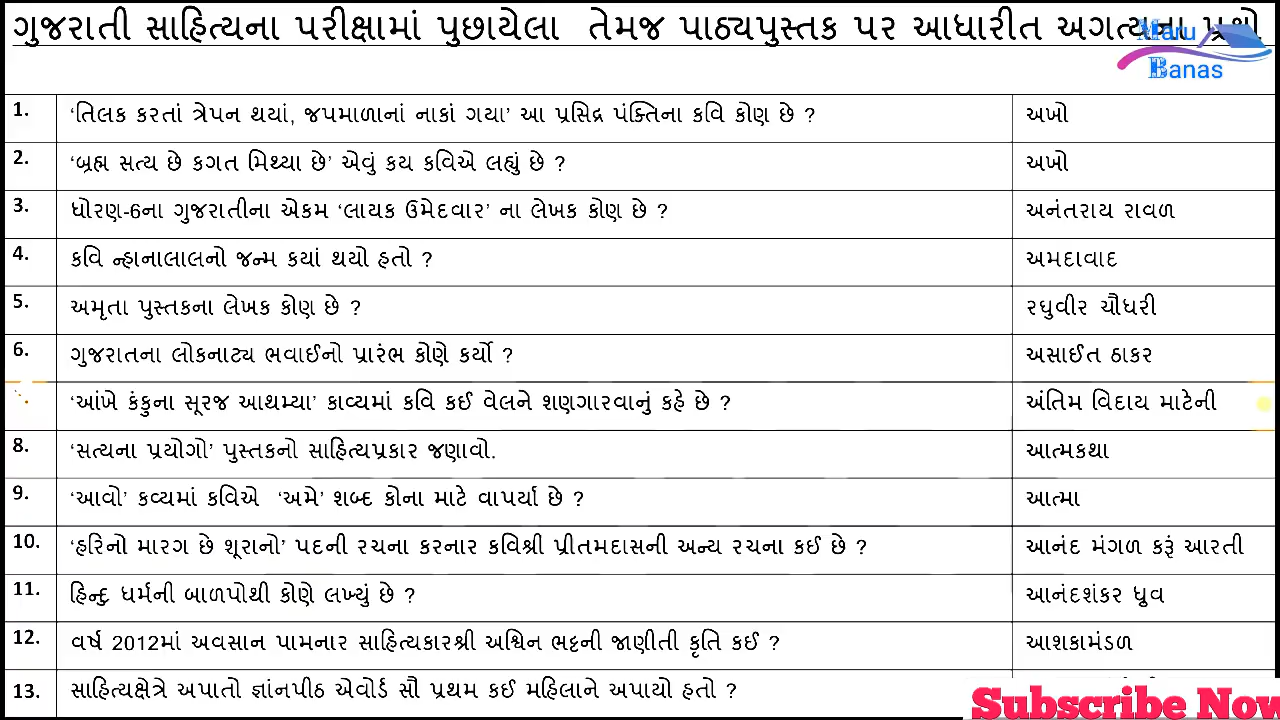 ગુજરાતી સાહિત્યના પરીક્ષામાં પુછાયેલા તેમજ પાઠ્યપુસ્તક પર આધારીત અગત્યના પ્રશ્નો
Maru
Banas
1. ‘તિલક કરતાં ત્રેપન થયાં, જપમાળાનાં નાકાં ગયા’ આ પ્રસિદ્ર પંક્તિના કવિ કોણ છે ? અખો
2. ‘બ્રહ્મ સત્ય છે કગત મિથ્યા છે’ એવું કય કવિએ લહ્યું છે ? અખો
3. ધોરણ-6ના ગુજરાતીના એકમ ‘લાયક ઉમેદવાર’ ના લેખક કોણ છે ? અનંતરાય રાવળ
4. કવિ ન્હાનાલાલનો જન્મ કયાં થયો હતો ? અમદાવાદ
5. અમૃતા પુસ્તકના લેખક કોણ છે ? રઘુવીર ચૌધરી
6. ગુજરાતના લોકનાટ્ય ભવાઈનો પ્રારંભ કોણે કર્યો ? અસાઈત ઠાકર
‘આંખે કંકુના સૂરજ આથમ્યા’ કાવ્યમાં કવિ કઈ વેલને શણગારવાનું કહે છે ? અંતિમ વિદાય માટેની
8. ‘સત્યના પ્રયોગો’ પુસ્તકનો સાહિત્યપ્રકાર જણાવો. આત્મકથા
9. ‘આવો’ કવ્યમાં કવિએ ‘અમે’ શબ્દ કોના માટે વાપર્યા છે ? આત્મા
10. ‘હરિનો મારગ છે શૂરાનો’ પદની રચના કરનાર કવિશ્રી પ્રીતમદાસની અન્ય રચના કઈ છે ? આનંદ મંગળ કરૂં આરતી
11. હિન્દુ ધર્મની બાળપોથી કોણે લખ્યું છે ? આનંદશંકર ધ્રુવ
12. વર્ષ 2012માં અવસાન પામનાર સાહિત્યકારશ્રી અશ્વિન ભટ્ટની જાણીતી કૃતિ કઈ ? આશકામંડળ
13. સાહિત્યક્ષેત્રે અપાતો જ્ઞાંનપીઠ એવોર્ડ સૌ પ્રથમ કઈ મહિલાને અપાયો હતો ?
Subscribe Now